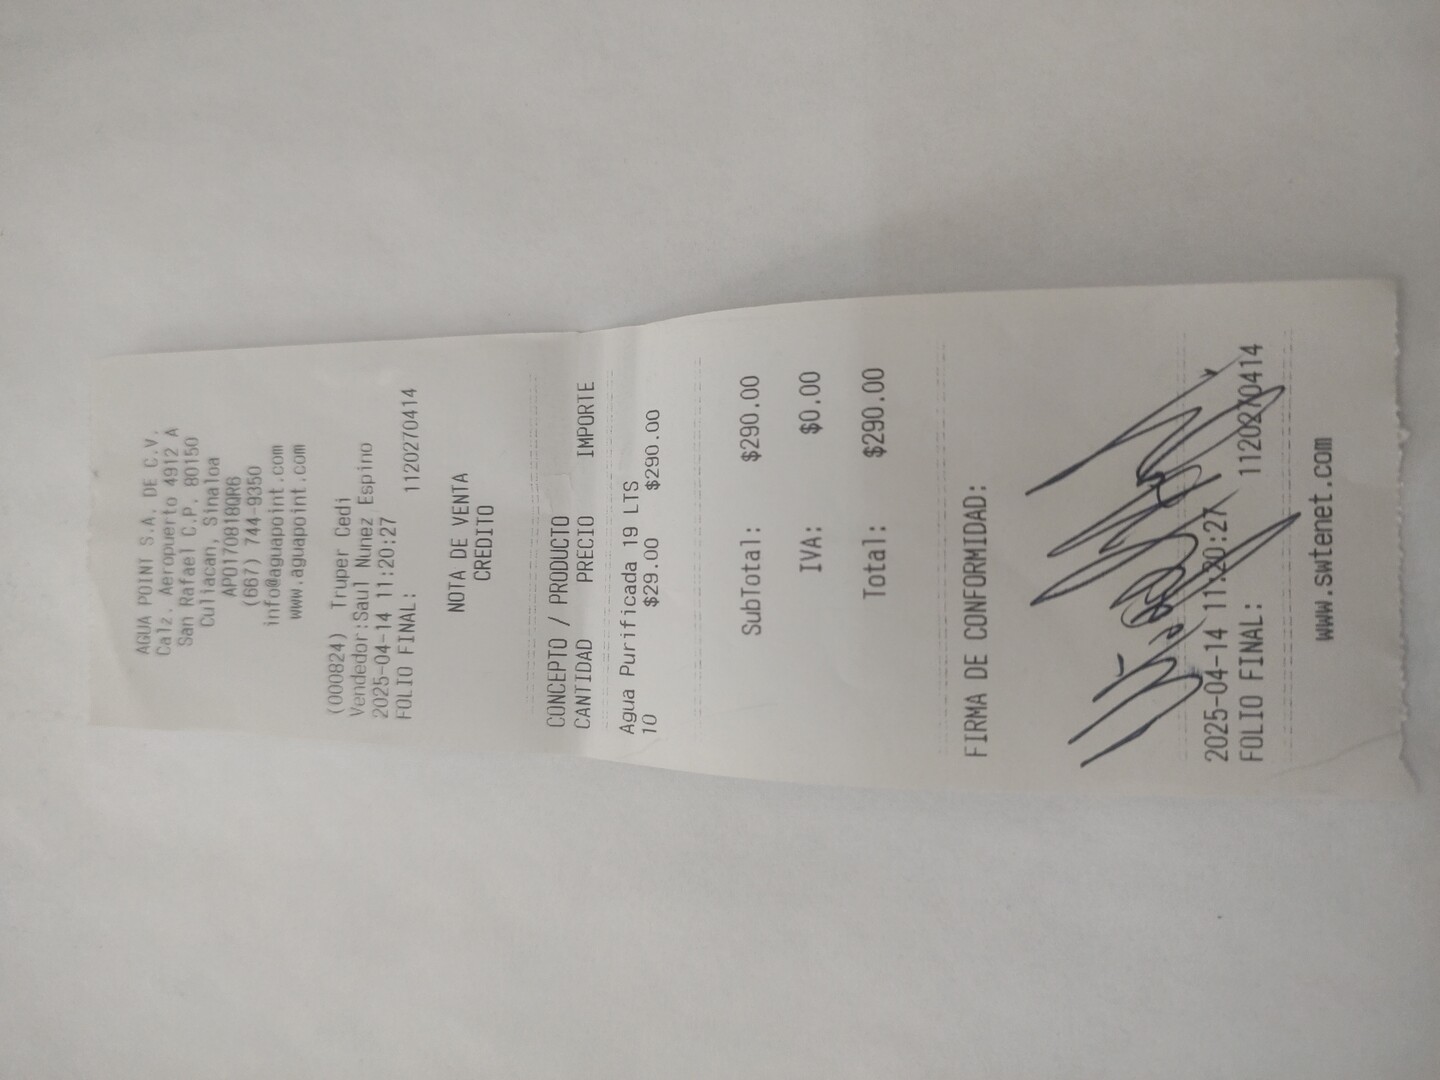 AGUA POINT S.A. DE C.V.
Calz. Aeropuerto 4912 A
San Rafael C.P. 80150
Culiacan, Sinaloa
APO170818QR6
(667) 744-9350
info@aguapoint.com
www.aguapoint.com
(000824) Truper Cedi
Vendedor:Saul Nunez Espino
2025-04-14 11:20:27
FOLIO FINAL: 1120270414
NOTA DE VENTA
CREDITO
CONCEPTO / PRODUCTO
CANTIDAD PRECIO IMPORTE
Agua Purificada 19 LTS
10 $29.00 $290.00
SubTotal: $290.00
IVA: $0.00
Total: $290.00
FIRMA DE CONFORMIDAD:
2025-04-14 11:20:27
FOLIO FINAL: 1120270414
www.swtenet.com